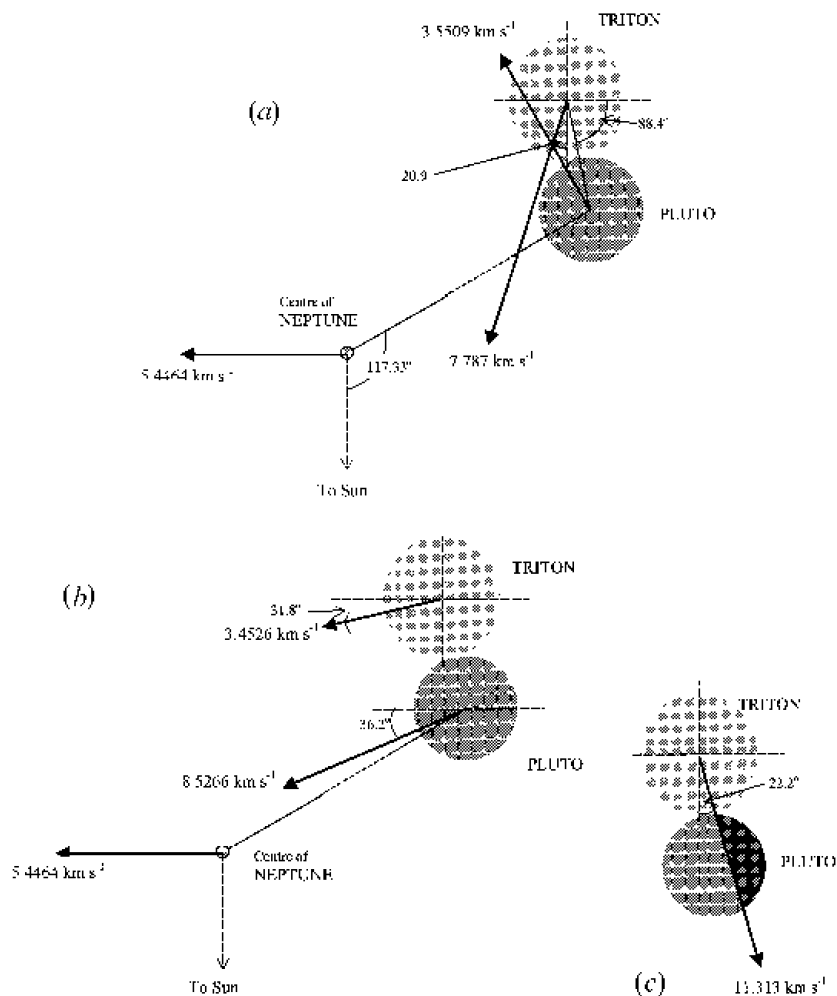 TRITON
3.5509 km s⁻¹
(a)
88.4°
20.9
PLUTO
Centre of
NEPTUNE
5.4464 km s⁻¹
117.33°
7.787 km s⁻¹
To Sun
TRITON
(b)
31.8°
3.4526 km s⁻¹
36.2°
TRITON
PLUTO
22.2°
8.5266 km s⁻¹
5.4464 km s⁻¹
Centre of
NEPTUNE
PLUTO
To Sun
(c)
11.313 km s⁻¹